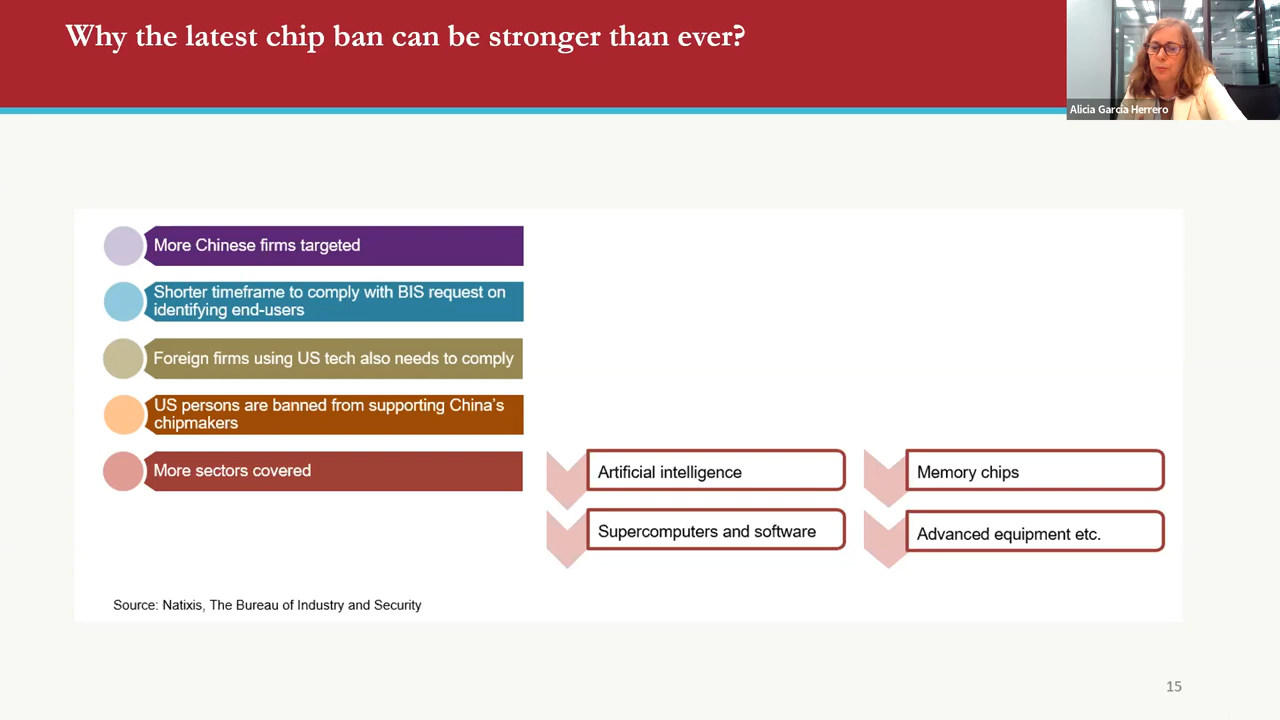 Why the latest chip ban can be stronger than ever?
Alicia García Herrero
More Chinese firms targeted
Shorter timeframe to comply with BIS request on
identifying end-users
Foreign firms using US tech also needs to comply
US persons are banned from supporting China's
chipmakers
More sectors covered
Artificial intelligence
Memory chips
Supercomputers and software
Advanced equipment etc.
Source: Natixis, The Bureau of Industry and Security
15